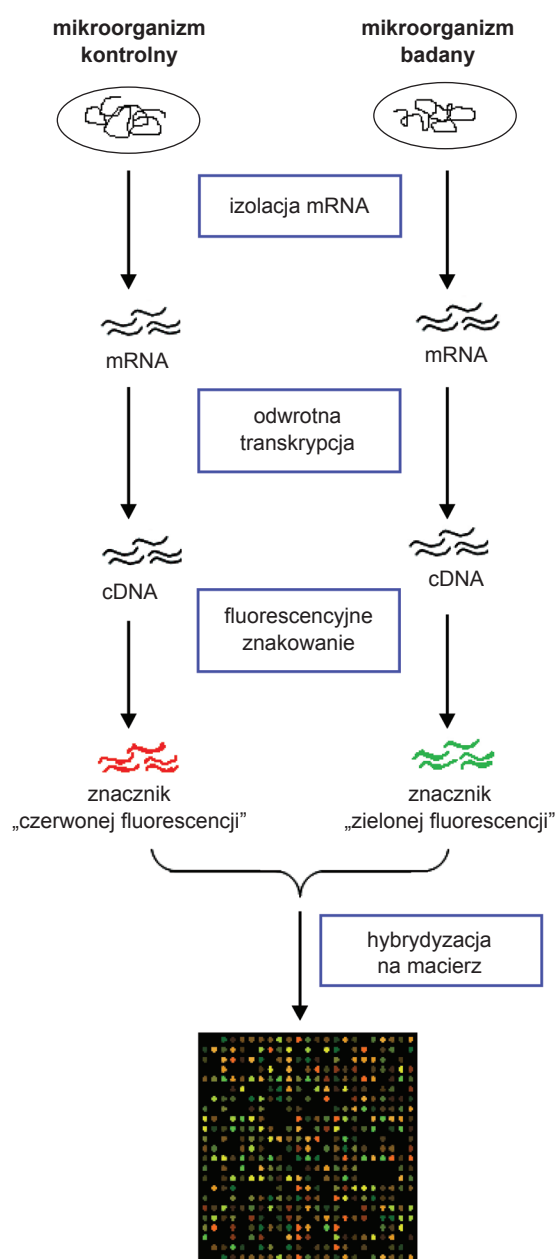 mikroorganizm
kontrolny
mikroorganizm
badany
izolacja mRNA
mRNA
mRNA
odwrotna
transkrypcja
cDNA
cDNA
fluorescencyjne
znakowanie
znacznik
„czerwonej fluorescencji”
znacznik
„zielonej fluorescencji”
hybrydyzacja
na macierz